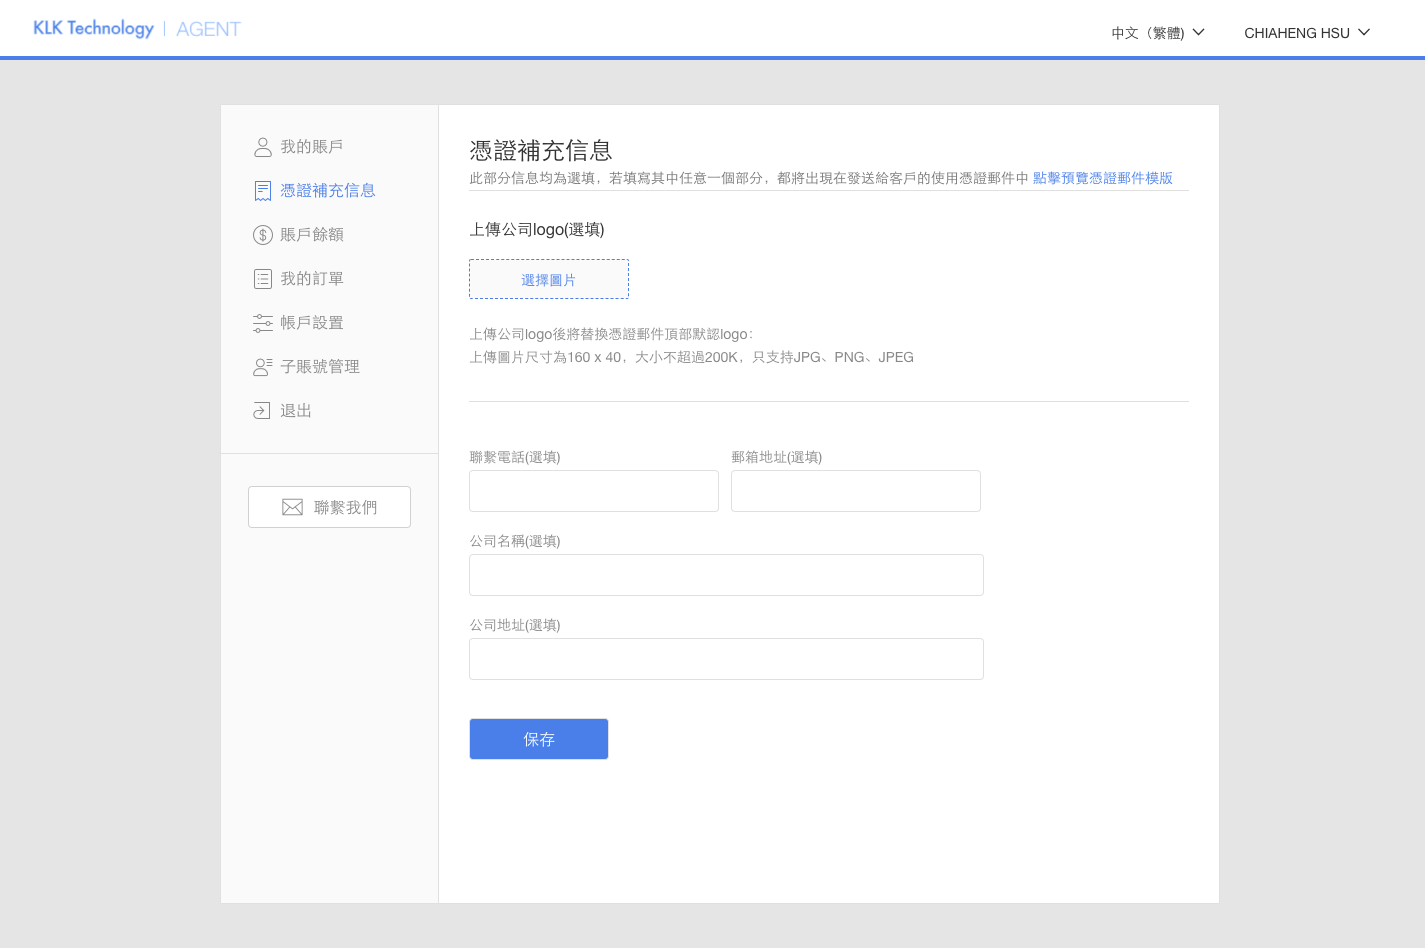 KLK Technology | AGENT
中文（繁體)
CHIAHENG HSU
我的賬戶
憑證補充信息
賬戶餘額
我的訂單
帳戶設置
子賬號管理
退出
聯繫我們
憑證補充信息
此部分信息均為選填，若填寫其中任意一個部分，都將出現在發送給客戶的使用憑證郵件中 點擊預覽憑證郵件模版
上傳公司logo(選填)
選擇圖片
上傳公司logo後將替換憑證郵件頂部默認logo：
上傳圖片尺寸為160 x 40，大小不超過200K，只支持JPG、PNG、JPEG
聯繫電話(選填)
郵箱地址(選填)
公司名稱(選填)
公司地址(選填)
保存